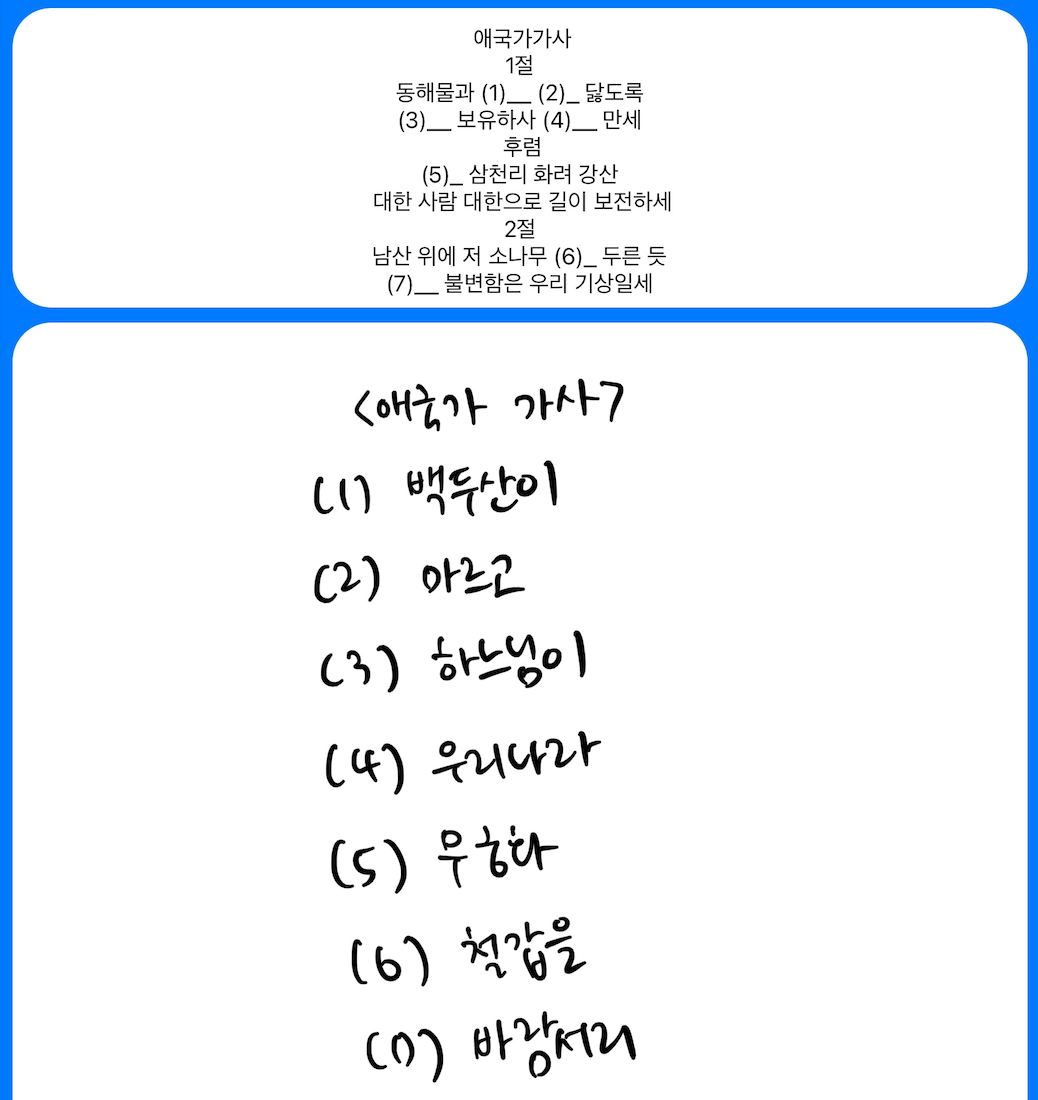 애국가가사
1절
동해물과 (1)__ (2)_ 닳도록
(3)__ 보유하사 (4)__ 만세
후렴
(5)_ 삼천리 화려 강산
대한 사람 대한으로 길이 보전하세
2절
남산 위에 저 소나무 (6)_ 두른 듯
(7)__ 불변함은 우리 기상일세
<애국가 가사>
(1) 백두산이
(2) 마르고
(3) 하느님이
(4) 우리나라
(5) 무궁화
(6) 철갑을
(7) 바람서리